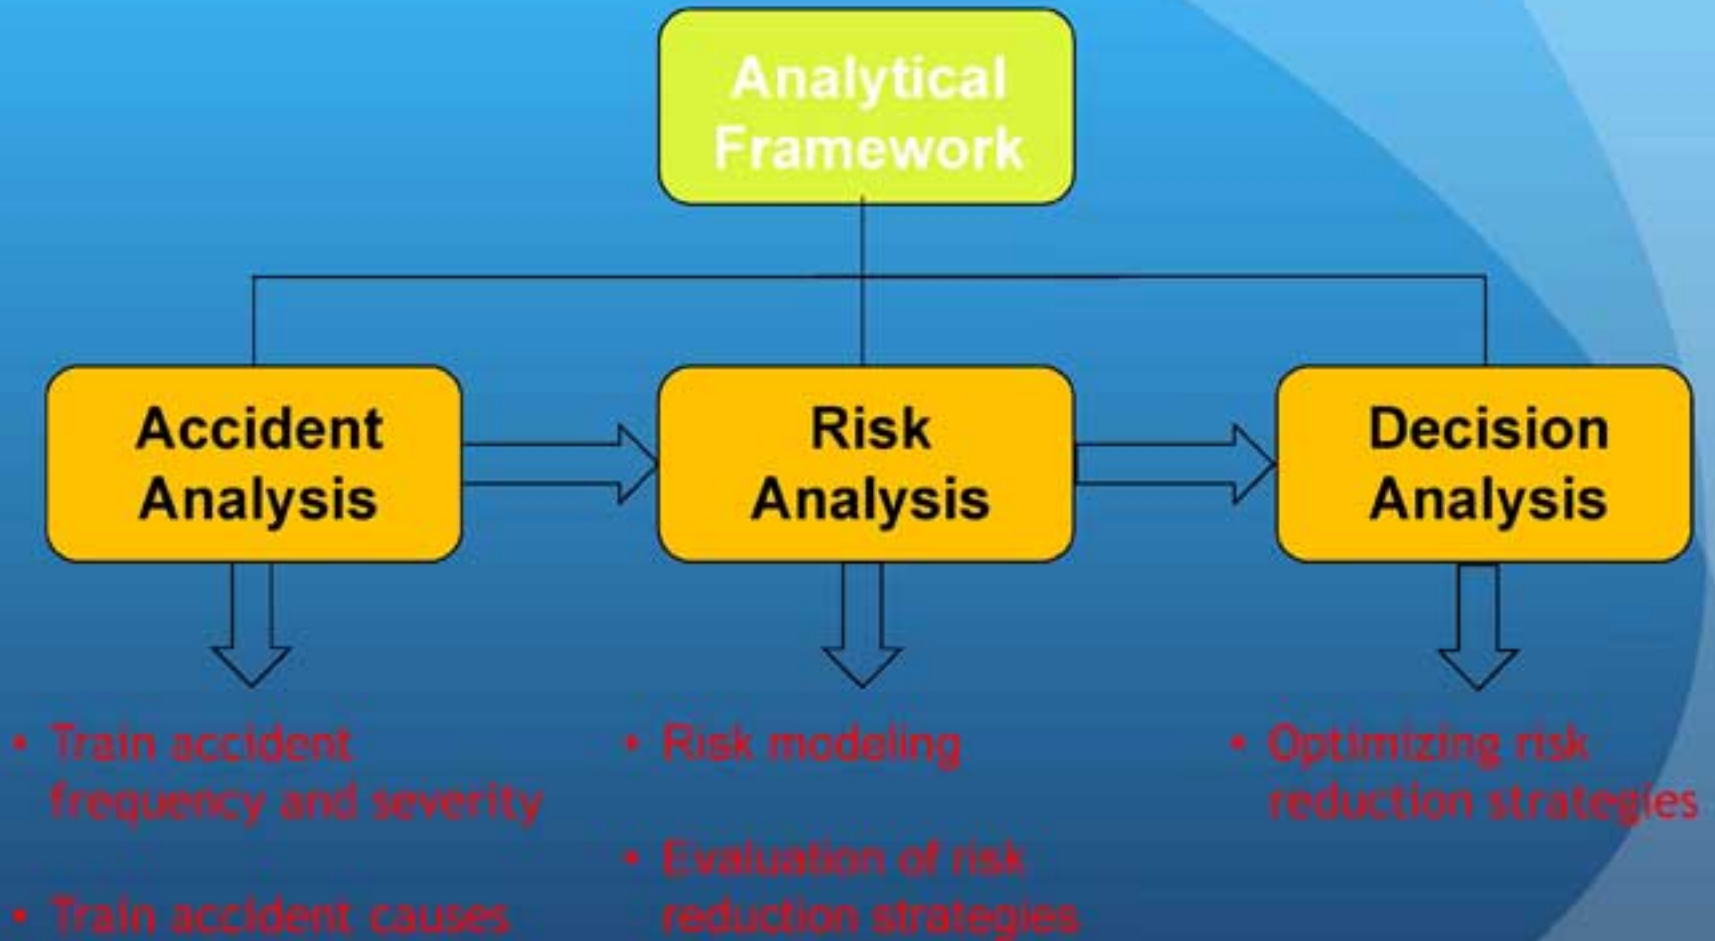 Analytical
Framework
Accident
Analysis
Risk
Analysis
Decision
Analysis
• Train accident
frequency and severity
• Train accident causes
• Risk modeling
• Evaluation of risk
reduction strategies
• Optimizing risk
reduction strategies